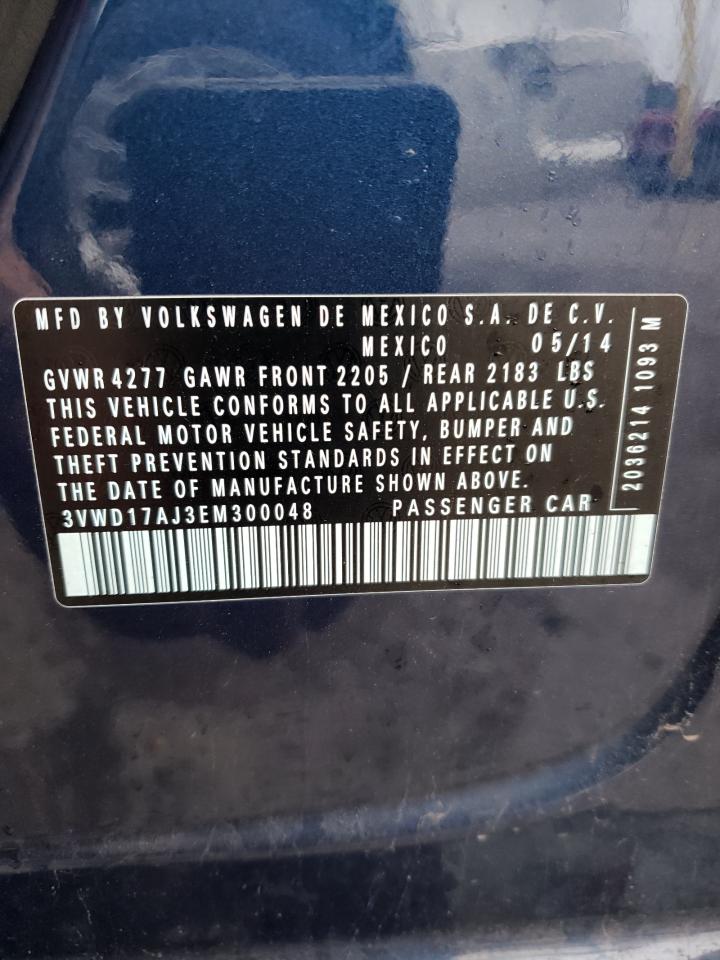 MFD BY VOLKSWAGEN DE MEXICO S.A. DE C.V.
MEXICO 05/14
GVWR 4277 GAWR FRONT 2205 / REAR 2183 LBS
THIS VEHICLE CONFORMS TO ALL APPLICABLE U.S.
FEDERAL MOTOR VEHICLE SAFETY, BUMPER AND
THEFT PREVENTION STANDARDS IN EFFECT ON
THE DATE OF MANUFACTURE SHOWN ABOVE.
3VWD17AJ3EM300048 PASSENGER CAR
2036214 1093 M